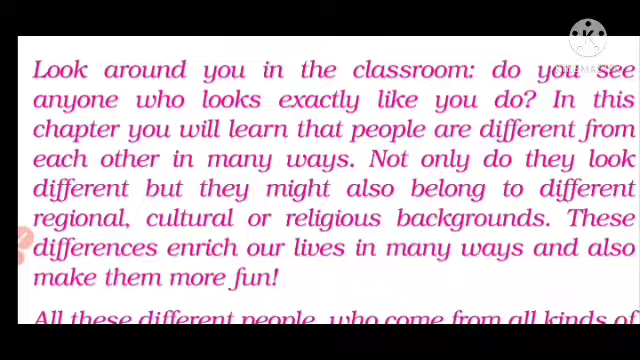 Look around you in the classroom: do you see
anyone who looks exactly like you do? In this
chapter you will learn that people are different from
each other in many ways. Not only do they look
different but they might also belong to different
regional, cultural or religious backgrounds. These
differences enrich our lives in many ways and also
make them more fun!
All these different people, who come from all kinds of